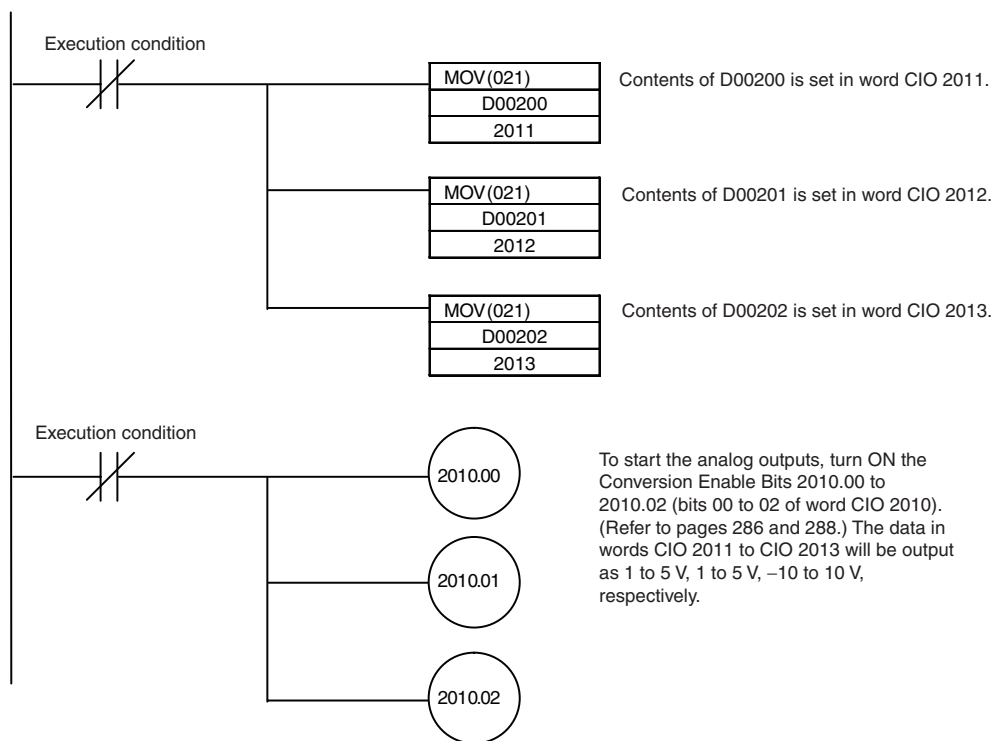 Execution condition
MOV(021)
D00200
2011
Contents of D00200 is set in word CIO 2011.
MOV(021)
D00201
2012
Contents of D00201 is set in word CIO 2012.
MOV(021)
D00202
2013
Contents of D00202 is set in word CIO 2013.
Execution condition
2010.00
2010.01
2010.02
To start the analog outputs, turn ON the
Conversion Enable Bits 2010.00 to
2010.02 (bits 00 to 02 of word CIO 2010).
(Refer to pages 286 and 288.) The data in
words CIO 2011 to CIO 2013 will be output
as 1 to 5 V, 1 to 5 V, −10 to 10 V,
respectively.